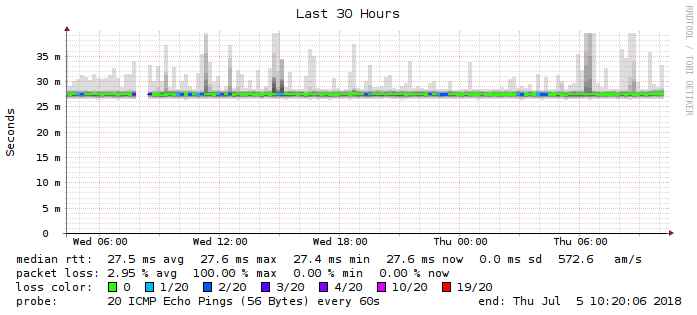 Last 30 Hours
RRDTOOL / TOBI OETIKER
Seconds
35 m
30 m
25 m
20 m
15 m
10 m
5 m
0
Wed 06:00 Wed 12:00 Wed 18:00 Thu 00:00 Thu 06:00
median rtt: 27.5 ms avg 27.6 ms max 27.4 ms min 27.6 ms now 0.0 ms sd 572.6 am/s
packet loss: 2.95 % avg 100.00 % max 0.00 % min 0.00 % now
loss color: 0 1/20 2/20 3/20 4/20 10/20 19/20
probe: 20 ICMP Echo Pings (56 Bytes) every 60s end: Thu Jul 5 10:20:06 2018